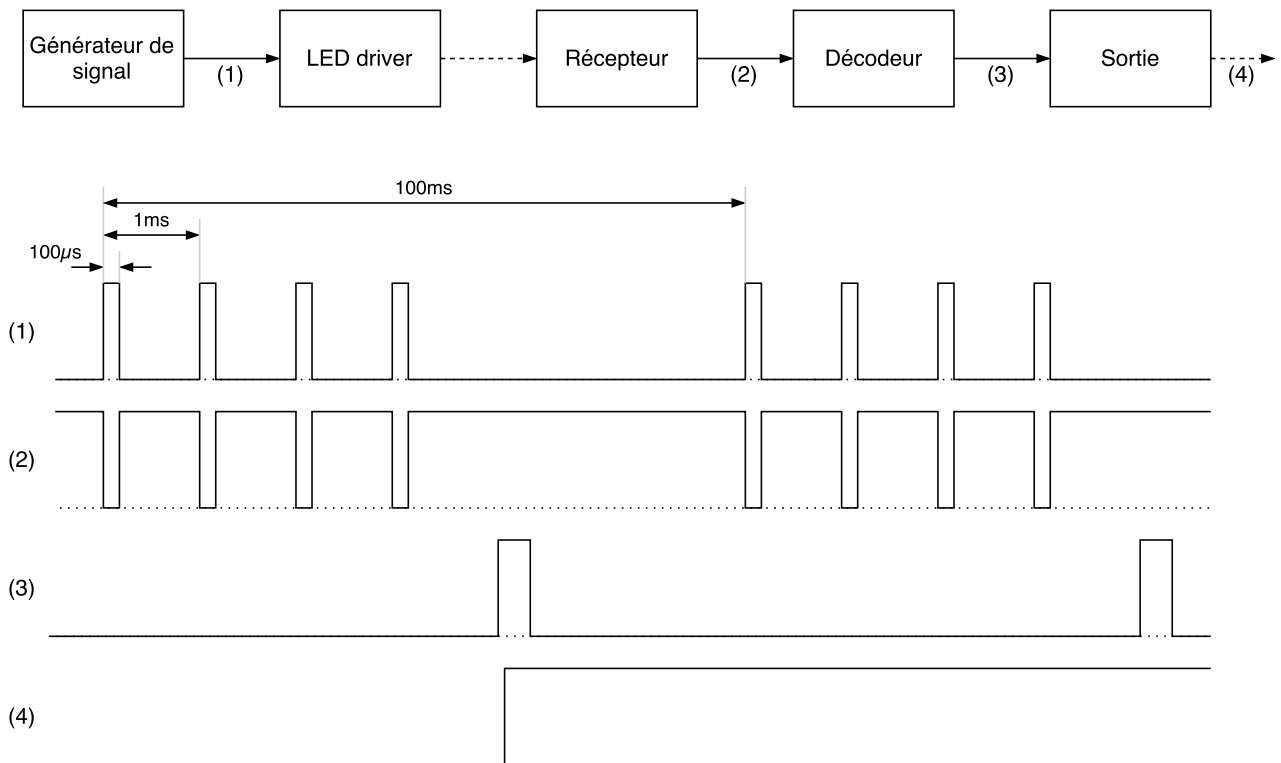 Générateur de
signal
(1)
LED driver
Récepteur
(2)
Décodeur
(3)
Sortie
(4)
100ms
1ms
100µs
(1)
(2)
(3)
(4)